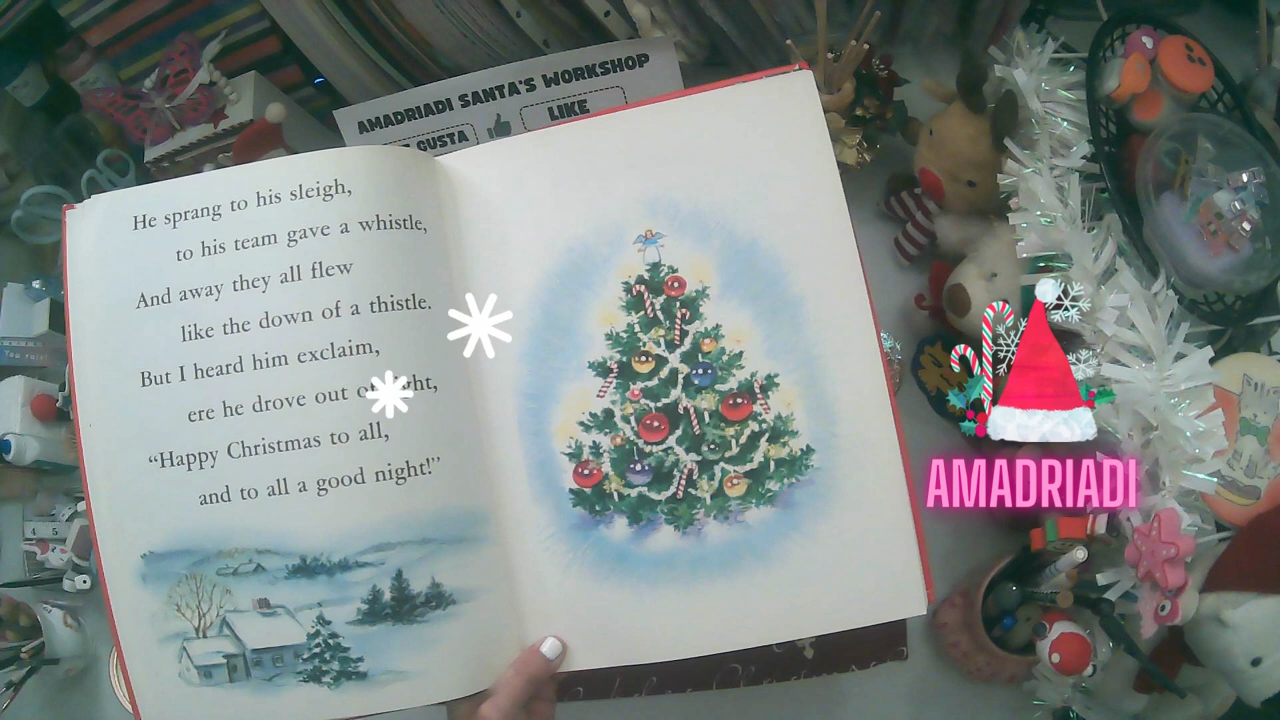 AMADRIADI SANTA'S WORKSHOP
GUSTA
LIKE
He sprang to his sleigh,
to his team gave a whistle,
And away they all flew
like the down of a thistle.
But I heard him exclaim,
ere he drove out
“Happy Christmas to all,
and to all a good night!”
AMADRIADI